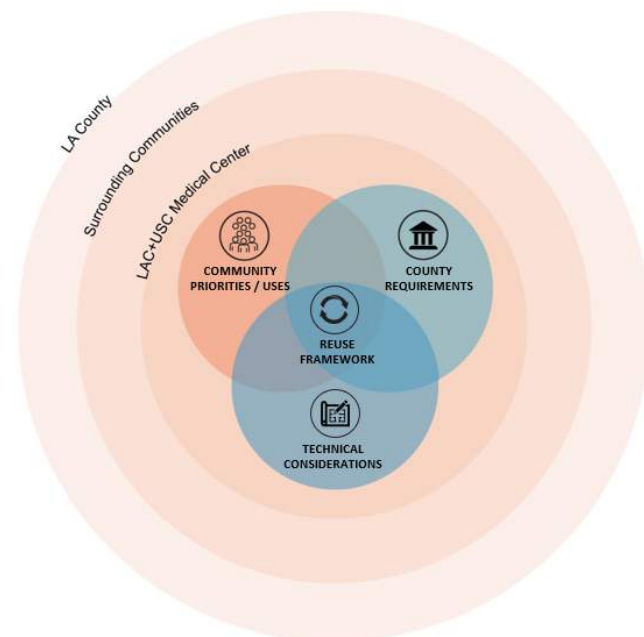 LA County
Surrounding Communities
LAC+USC Medical Center
COMMUNITY
PRIORITIES / USES
COUNTY
REQUIREMENTS
REUSE
FRAMEWORK
TECHNICAL
CONSIDERATIONS